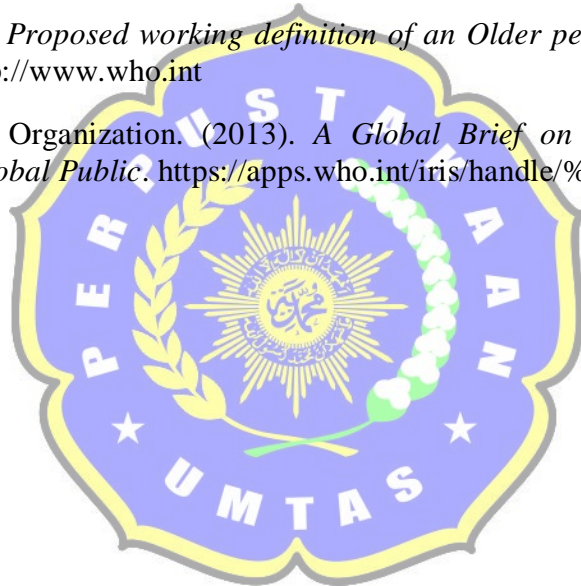 Proposed working definition of an Older pe
://www.who.int
Organization. (2013). A Global Brief on
obal Public. https://apps.who.int/iris/handle/%
PERPUSTAKAAN
UMTAS